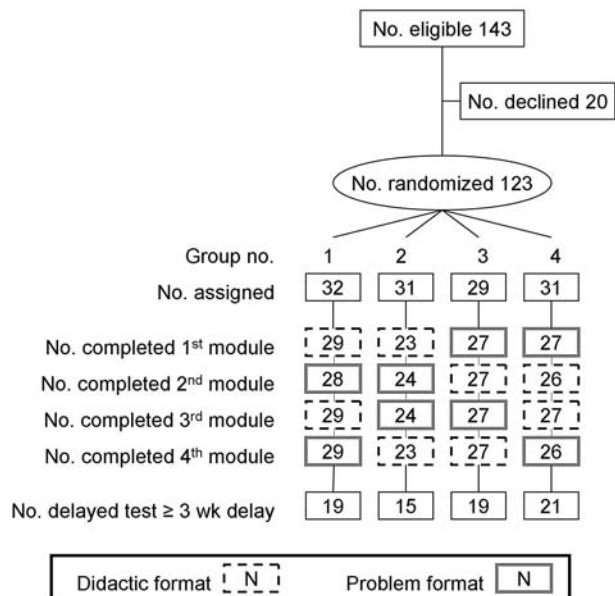 No. eligible 143
No. declined 20
No. randomized 123
Group no. 1 2 3 4
No. assigned 32 31 29 31
No. completed 1st module 29 23 27 27
No. completed 2nd module 28 24 27 26
No. completed 3rd module 29 24 27 27
No. completed 4th module 29 23 27 26
No. delayed test ≥ 3 wk delay 19 15 19 21
Didactic format N Problem format N